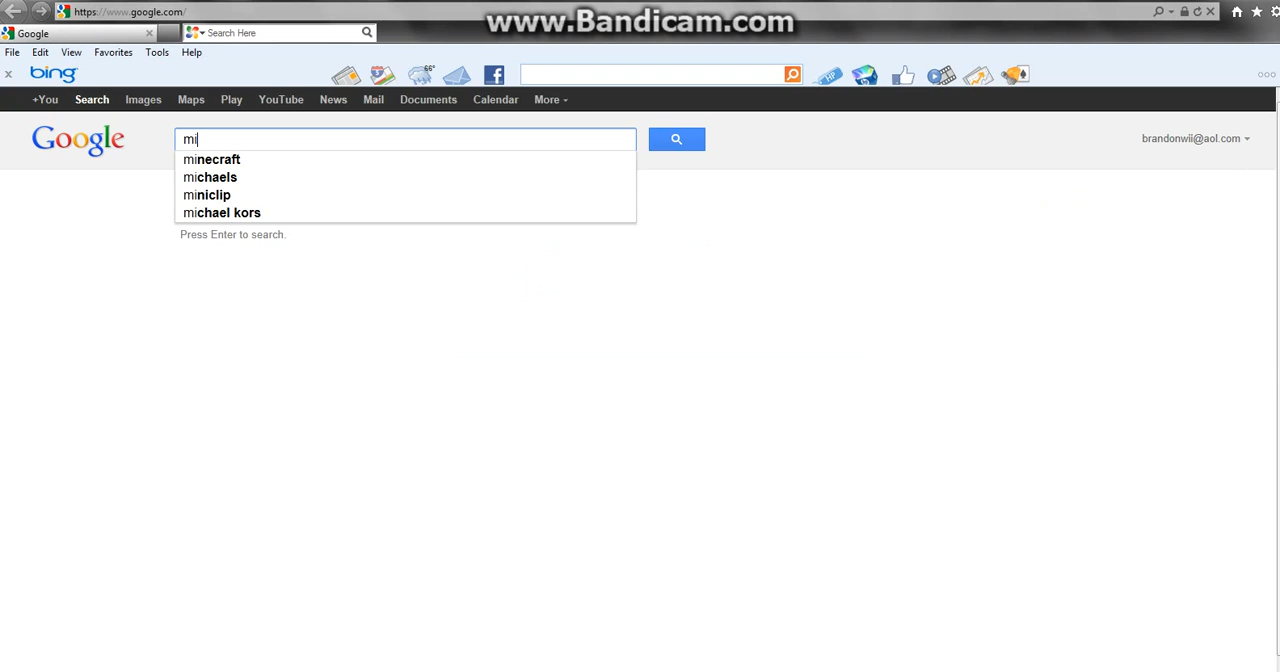 https://www.google.com/
www.Bandicam.com
Google
Search Here
File Edit View Favorites Tools Help
bing
66°
HP
+You Search Images Maps Play YouTube News Mail Documents Calendar More
Google
mi
brandonwii@aol.com
minecraft
michaels
miniclip
michael kors
Press Enter to search.